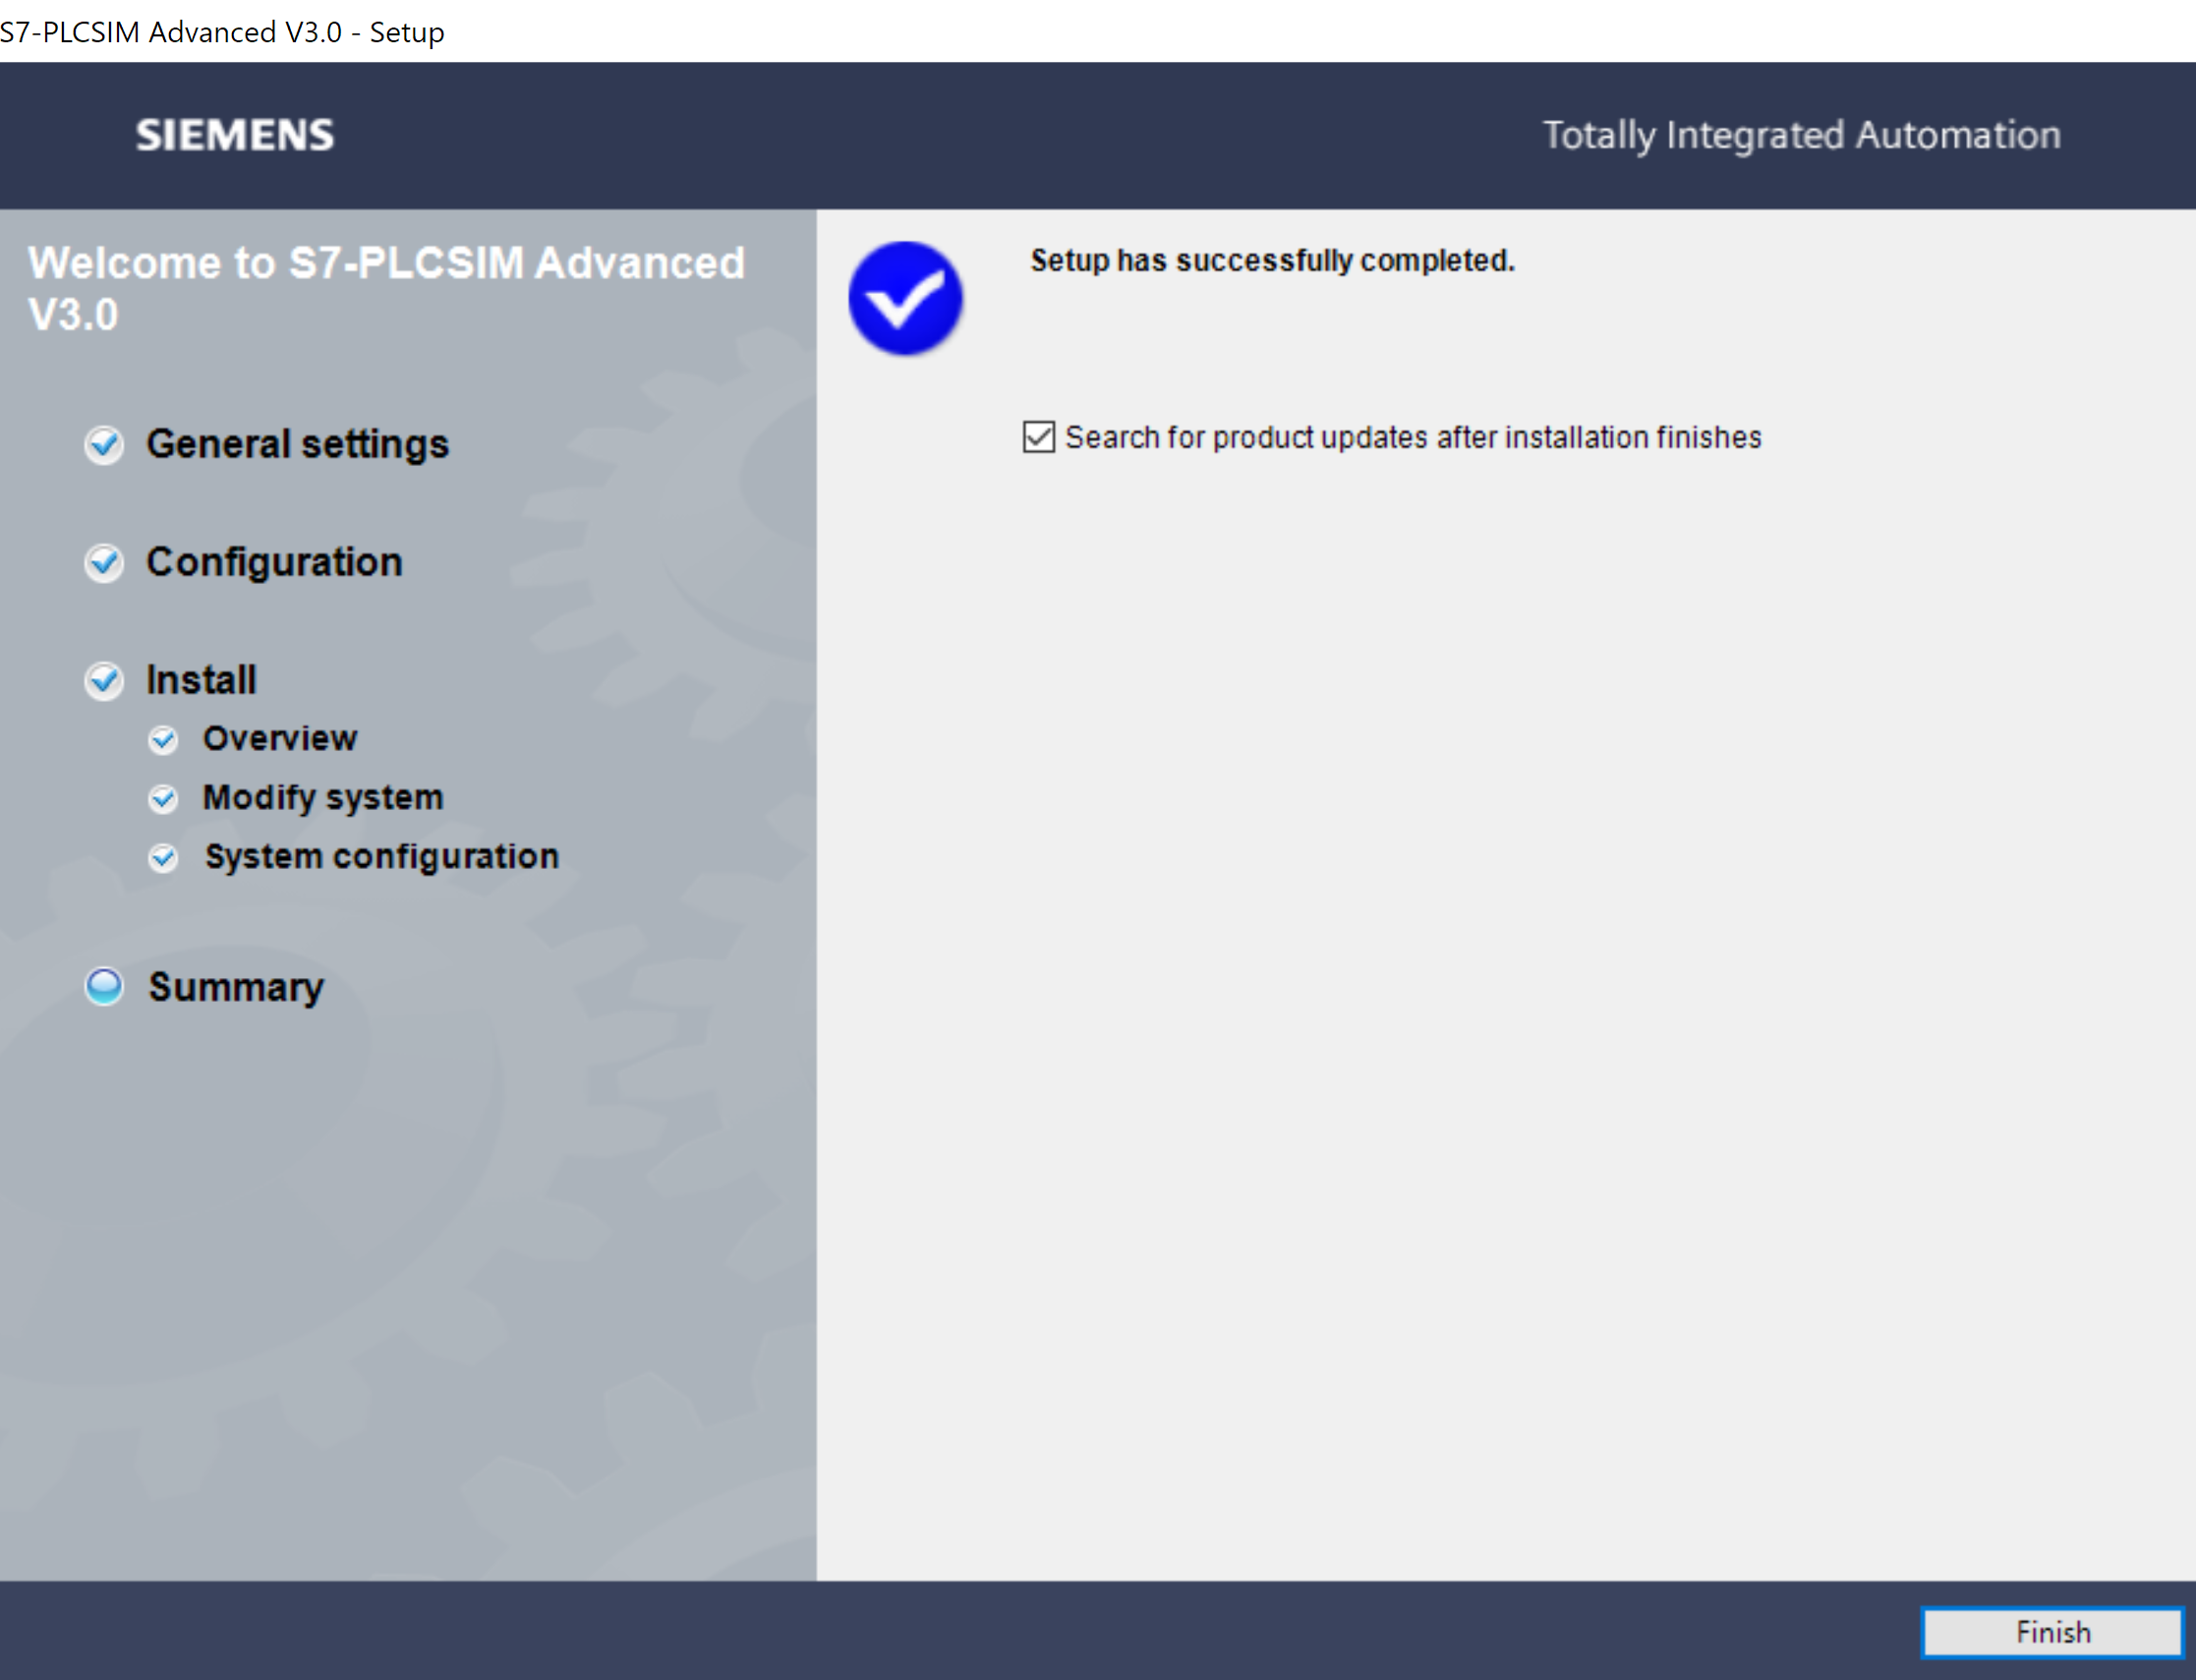 S7-PLCSIM Advanced V3.0 - Setup
SIEMENS
Totally Integrated Automation
Welcome to S7-PLCSIM Advanced
V3.0
General settings
Configuration
Install
Overview
Modify system
System configuration
Summary
Setup has successfully completed.
Search for product updates after installation finishes
Finish